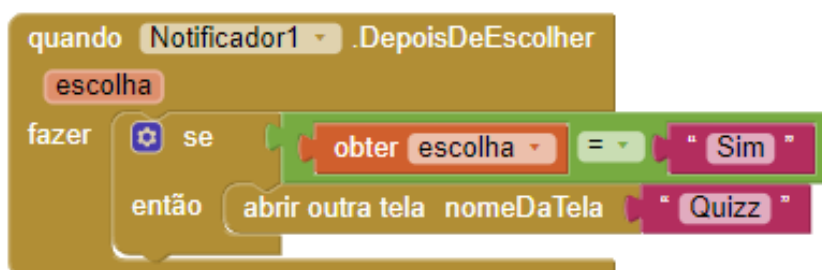 quando Notificador1 .DepoisDeEscolher
escolha
fazer se obter escolha = " Sim "
então abrir outra tela nomeDaTela " Quizz "